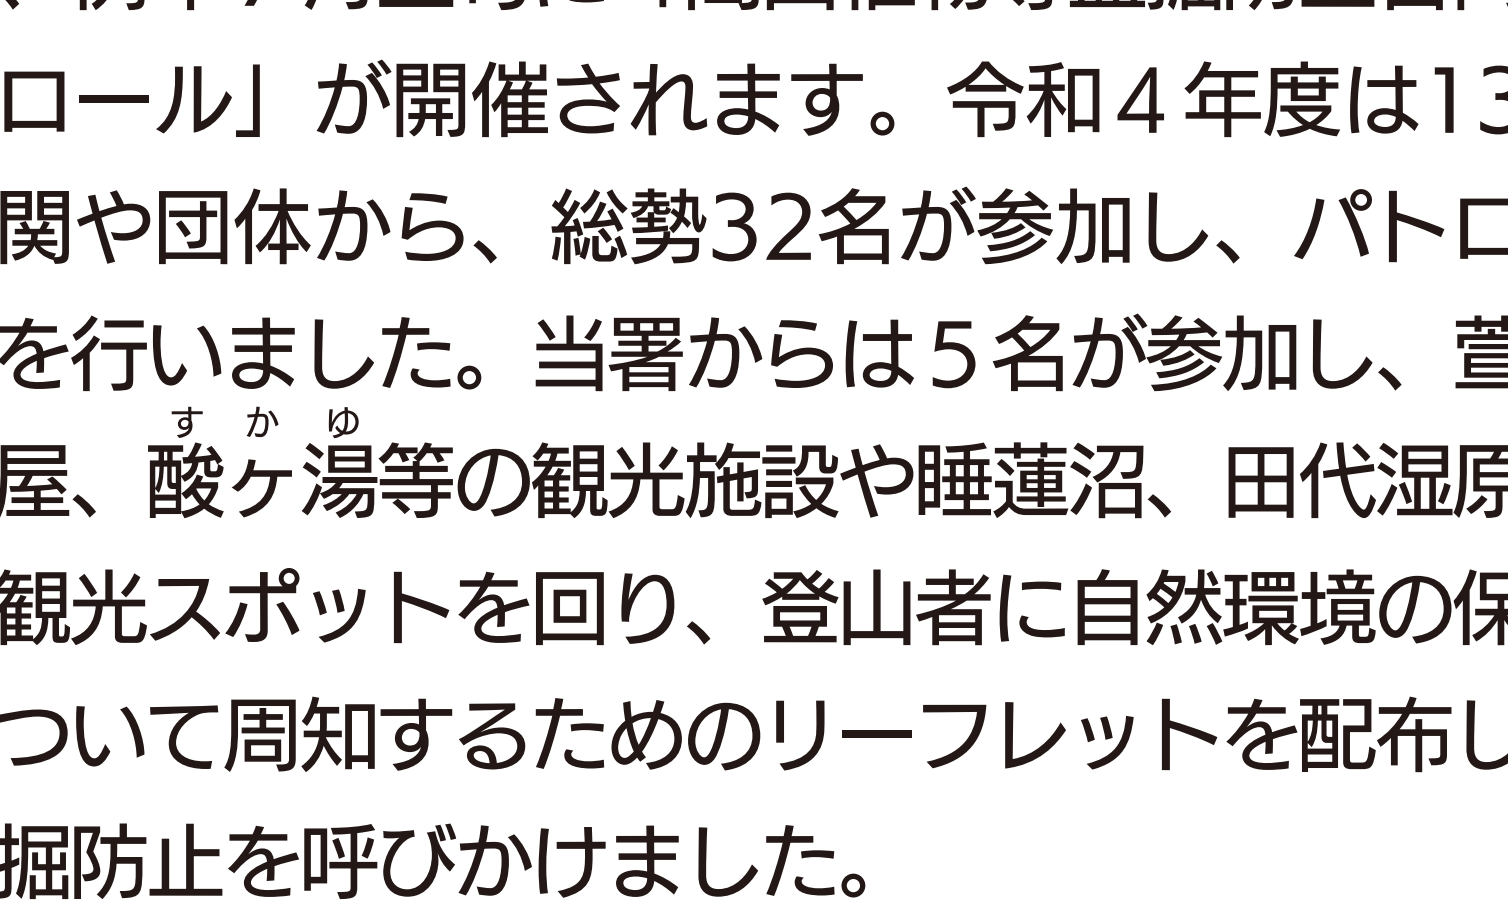 ロール」が開催されます。令和４年度は13
関や団体から、総勢32名が参加し、パトロ
を行いました。当署からは５名が参加し、萱
すかゆ
屋、酸ヶ湯等の観光施設や睡蓮沼、田代湿原
観光スポットを回り、登山者に自然環境の保
ついて周知するためのリーフレットを配布し
掘防止を呼びかけました。